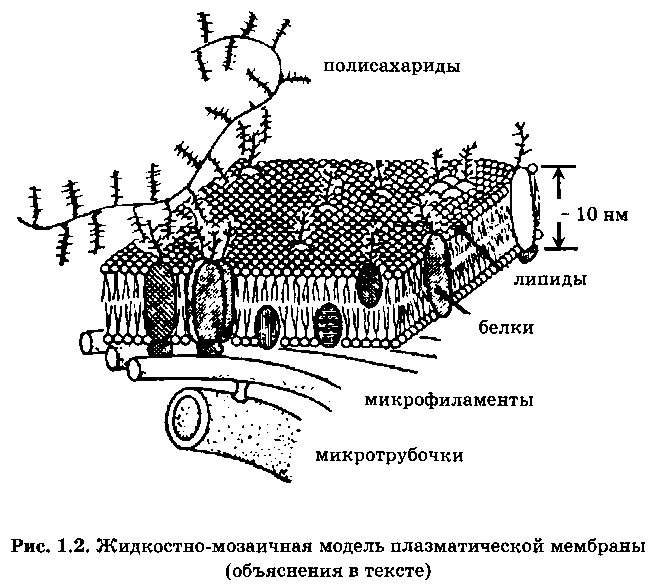 полисахариды
~ 10 нм
липиды
белки
микрофиламенты
микротрубочки
Рис. 1.2. Жидкостно-мозаичная модель плазматической мембраны
(объяснения в тексте)